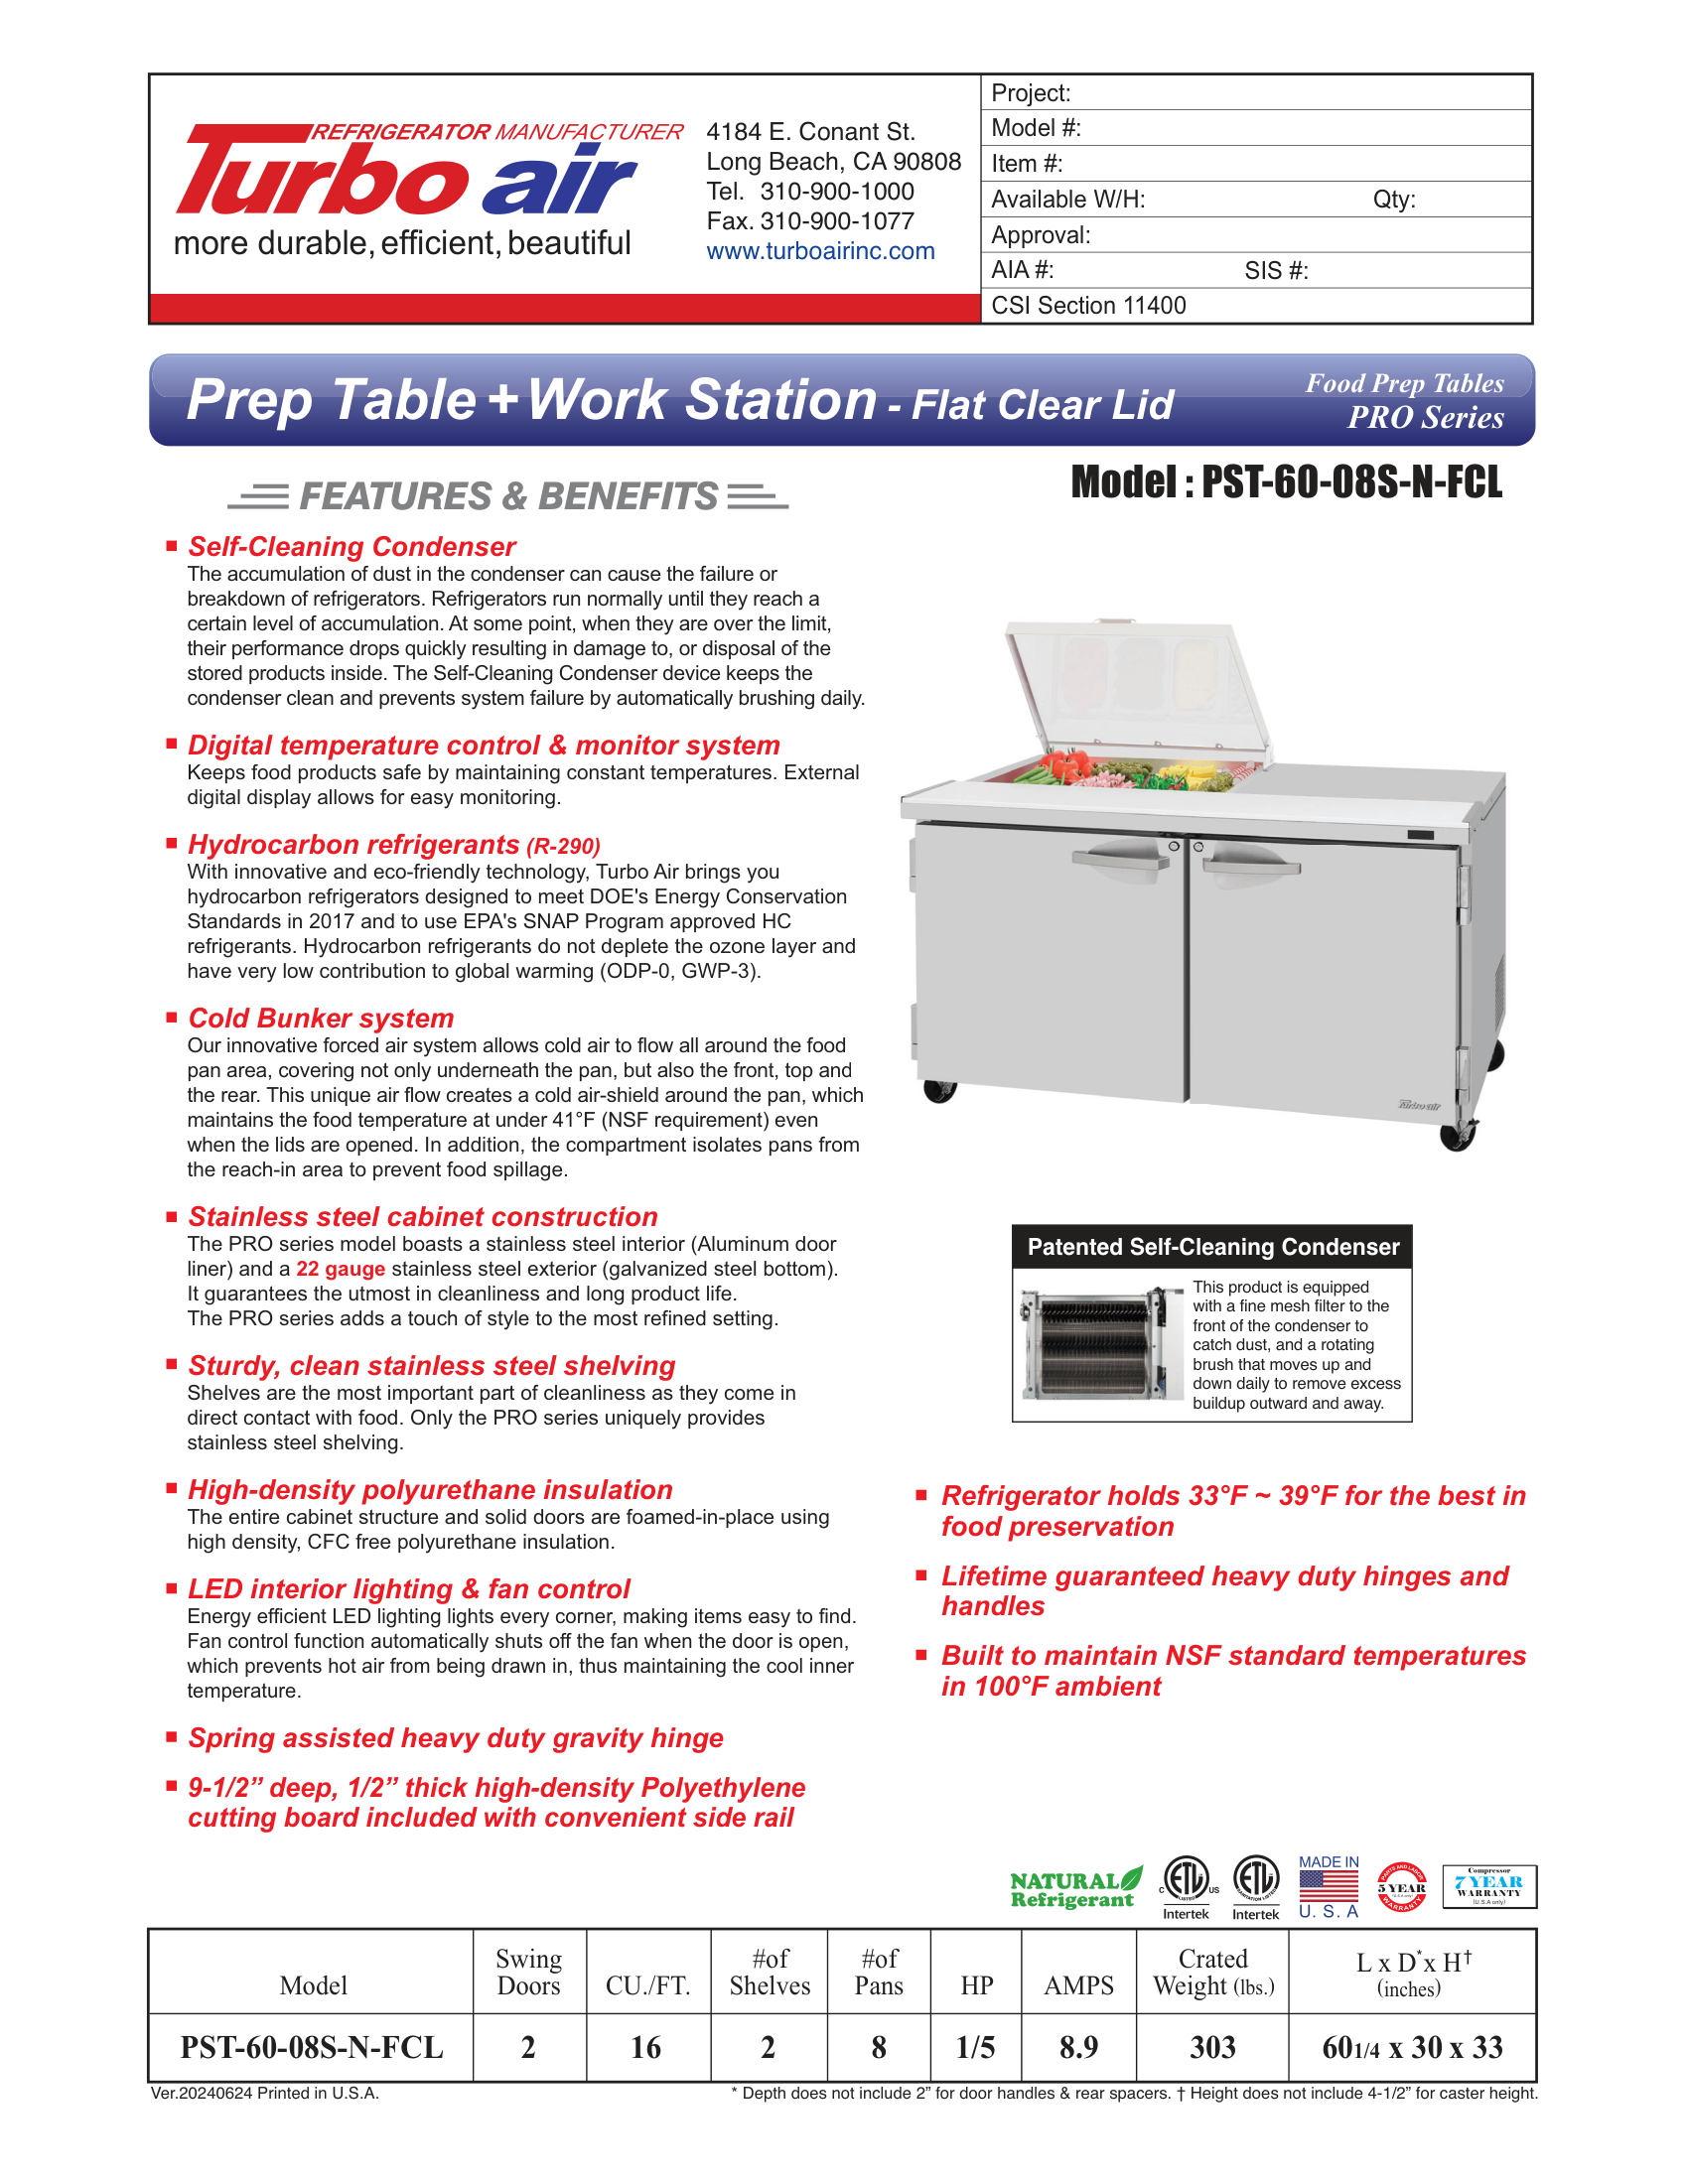 REFRIGERATOR MANUFACTURER
Turbo air
more durable, efficient, beautiful
4184 E. Conant St.
Long Beach, CA 90808
Tel. 310-900-1000
Fax. 310-900-1077
www.turboairinc.com
Project:
Model #:
Item #:
Available W/H: Qty:
Approval:
AIA #: SIS #:
CSI Section 11400
Prep Table + Work Station - Flat Clear Lid
Food Prep Tables
PRO Series
FEATURES & BENEFITS
Model : PST-60-08S-N-FCL
Self-Cleaning Condenser
The accumulation of dust in the condenser can cause the failure or
breakdown of refrigerators. Refrigerators run normally until they reach a
certain level of accumulation. At some point, when they are over the limit,
their performance drops quickly resulting in damage to, or disposal of the
stored products inside. The Self-Cleaning Condenser device keeps the
condenser clean and prevents system failure by automatically brushing daily.
Digital temperature control & monitor system
Keeps food products safe by maintaining constant temperatures. External
digital display allows for easy monitoring.
Hydrocarbon refrigerants (R-290)
With innovative and eco-friendly technology, Turbo Air brings you
hydrocarbon refrigerators designed to meet DOE's Energy Conservation
Standards in 2017 and to use EPA's SNAP Program approved HC
refrigerants. Hydrocarbon refrigerants do not deplete the ozone layer and
have very low contribution to global warming (ODP-0, GWP-3).
Cold Bunker system
Our innovative forced air system allows cold air to flow all around the food
pan area, covering not only underneath the pan, but also the front, top and
the rear. This unique air flow creates a cold air-shield around the pan, which
maintains the food temperature at under 41°F (NSF requirement) even
when the lids are opened. In addition, the compartment isolates pans from
the reach-in area to prevent food spillage.
Stainless steel cabinet construction
The PRO series model boasts a stainless steel interior (Aluminum door
liner) and a 22 gauge stainless steel exterior (galvanized steel bottom).
It guarantees the utmost in cleanliness and long product life.
The PRO series adds a touch of style to the most refined setting.
Sturdy, clean stainless steel shelving
Shelves are the most important part of cleanliness as they come in
direct contact with food. Only the PRO series uniquely provides
stainless steel shelving.
High-density polyurethane insulation
The entire cabinet structure and solid doors are foamed-in-place using
high density, CFC free polyurethane insulation.
LED interior lighting & fan control
Energy efficient LED lighting lights every corner, making items easy to find.
Fan control function automatically shuts off the fan when the door is open,
which prevents hot air from being drawn in, thus maintaining the cool inner
temperature.
Spring assisted heavy duty gravity hinge
9-1/2” deep, 1/2” thick high-density Polyethylene
cutting board included with convenient side rail
Turbo air
Patented Self-Cleaning Condenser
This product is equipped
with a fine mesh filter to the
front of the condenser to
catch dust, and a rotating
brush that moves up and
down daily to remove excess
buildup outward and away.
Refrigerator holds 33°F ~ 39°F for the best in
food preservation
Lifetime guaranteed heavy duty hinges and
handles
Built to maintain NSF standard temperatures
in 100°F ambient
NATURAL
Refrigerant
C ETL US
LISTED
Intertek
ETL
SANITATION LISTED
Intertek
MADE IN
U. S. A
PARTS AND LABOR
5 YEAR
(U.S.A only)
WARRANTY
Compressor
7 YEAR
WARRANTY
(U.S.A only)
Model Swing Doors CU./FT. #of Shelves #of Pans HP AMPS Crated Weight (lbs.) L x D* x H† (inches)
PST-60-08S-N-FCL 2 16 2 8 1/5 8.9 303 60 1/4 x 30 x 33
Ver.20240624 Printed in U.S.A.
* Depth does not include 2” for door handles & rear spacers. † Height does not include 4-1/2” for caster height.